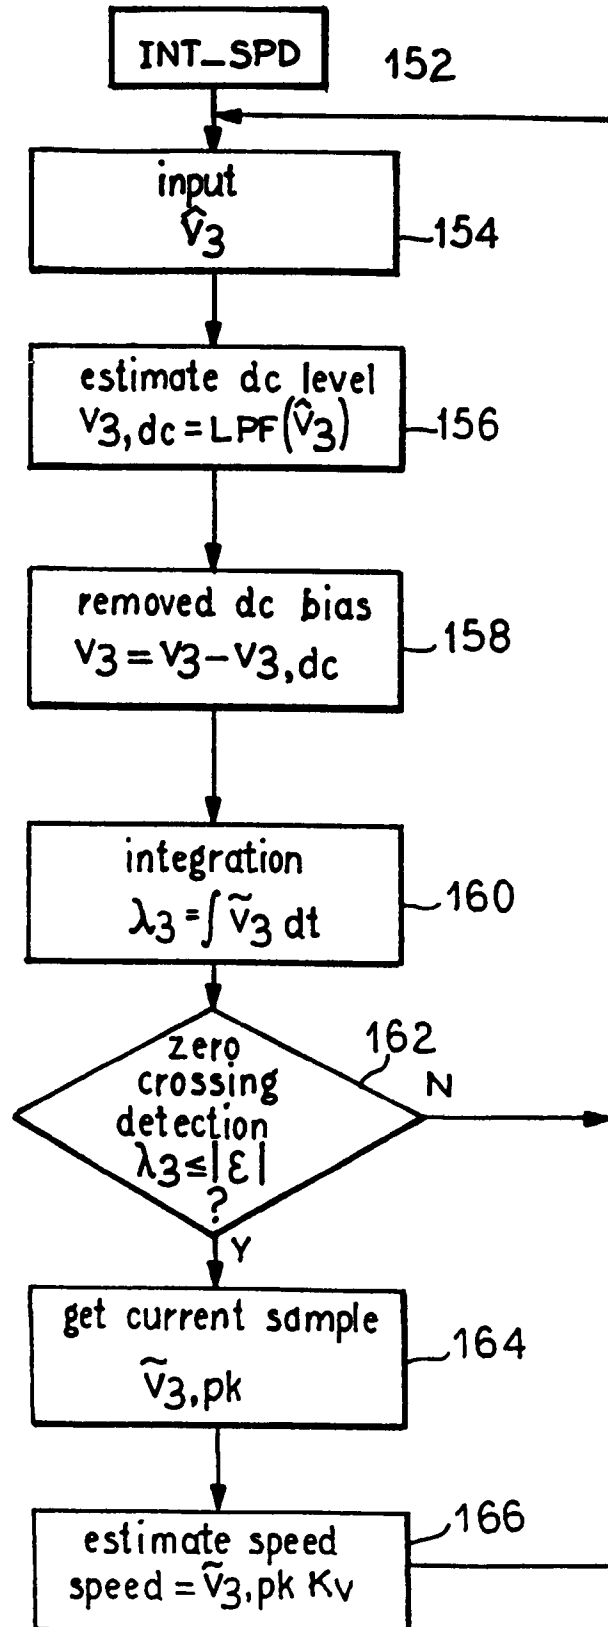 INT_SPD
152
input
v̂3
154
estimate dc level
v3,dc = LPF(v̂3)
156
removed dc bias
v3 = v3 - v3,dc
158
integration
λ3 = ∫ ṽ3 dt
160
zero
crossing
detection
λ3 ≤ |ε|
?
162
N
Y
get current sample
ṽ3,pk
164
estimate speed
speed = ṽ3,pk Kv
166